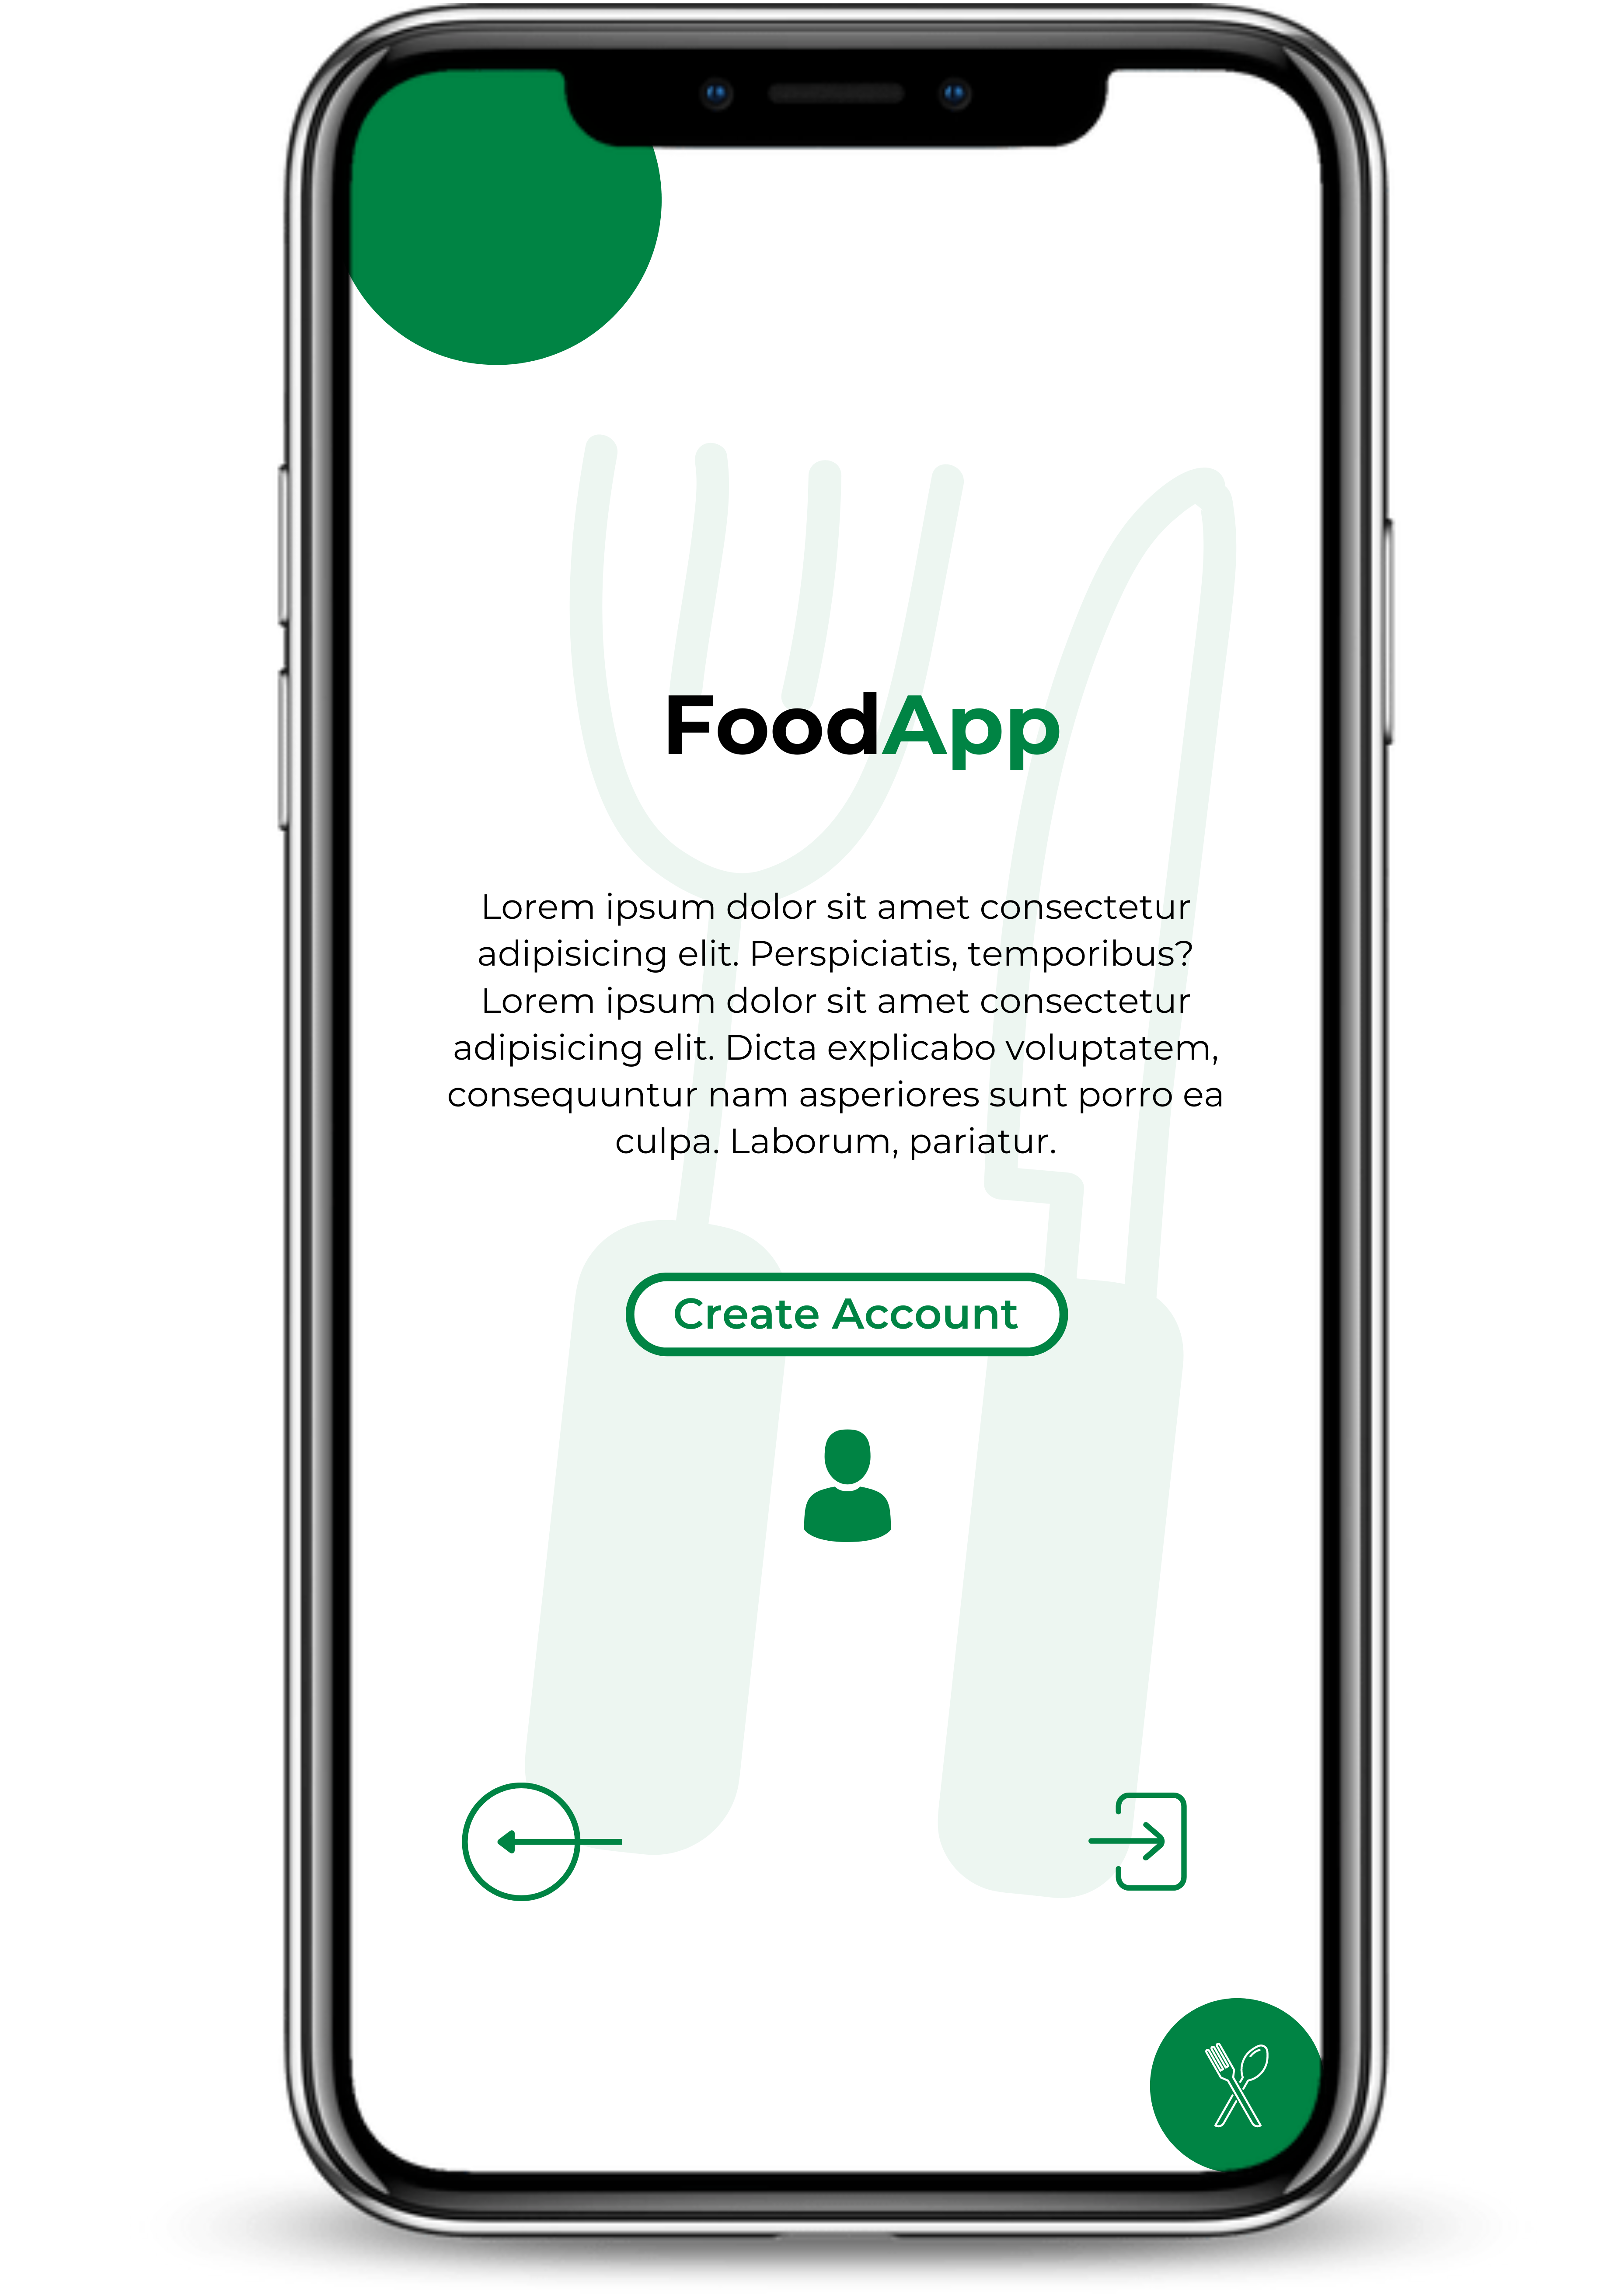 FoodApp
Lorem ipsum dolor sit amet consectetur
adipisicing elit. Perspiciatis, temporibus?
Lorem ipsum dolor sit amet consectetur
adipisicing elit. Dicta explicabo voluptatem,
consequuntur nam asperiores sunt porro ea
culpa. Laborum, pariatur.
Create Account